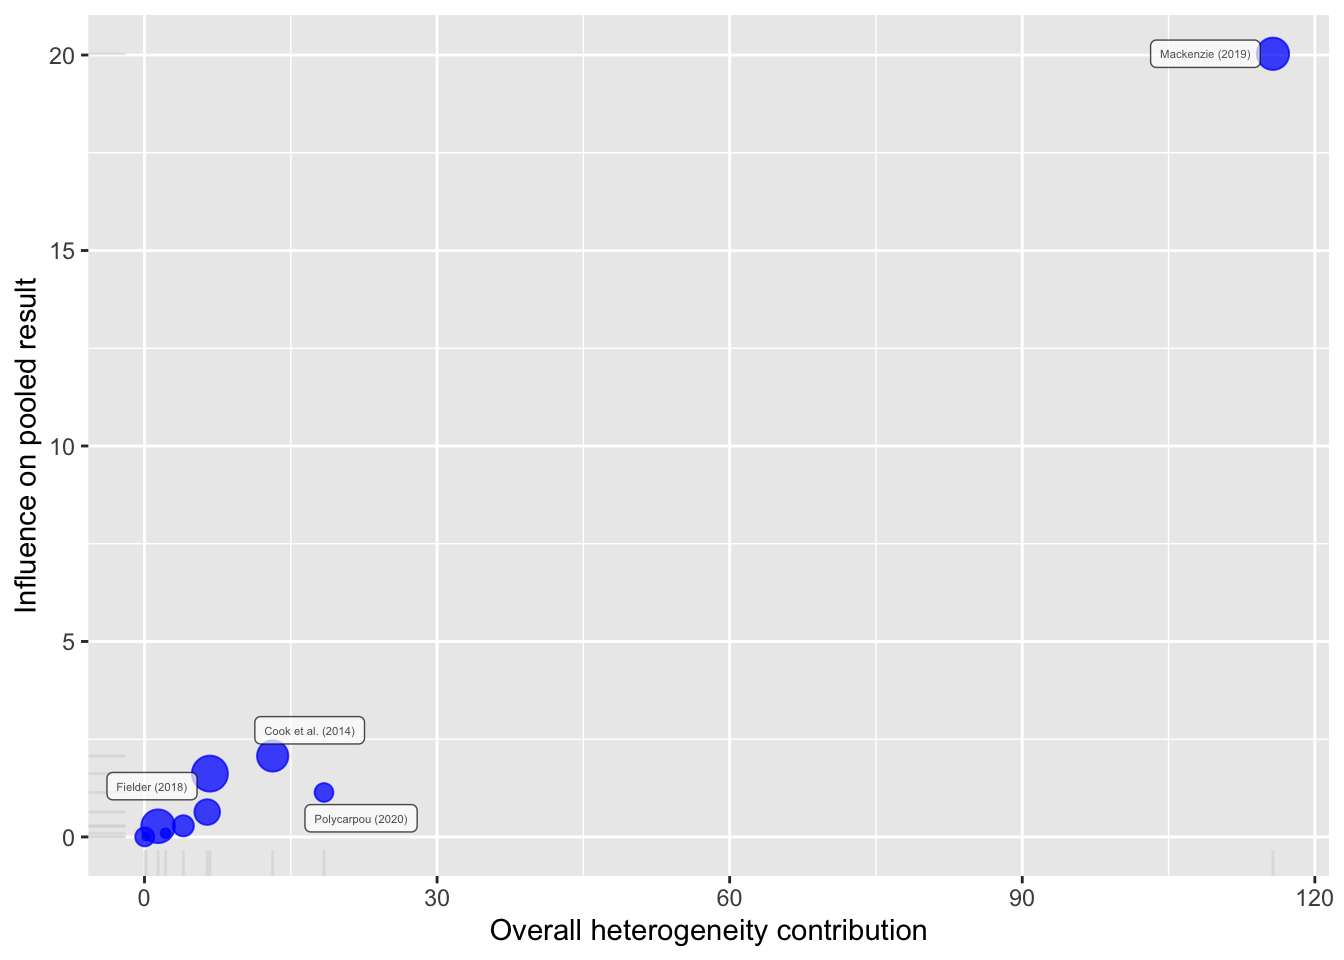 Influence on pooled result
20
15
10
5
0
Mackenzie (2019)
Cook et al. (2014)
Fielder (2018)
Polycarpou (2020)
0 30 60 90 120
Overall heterogeneity contribution